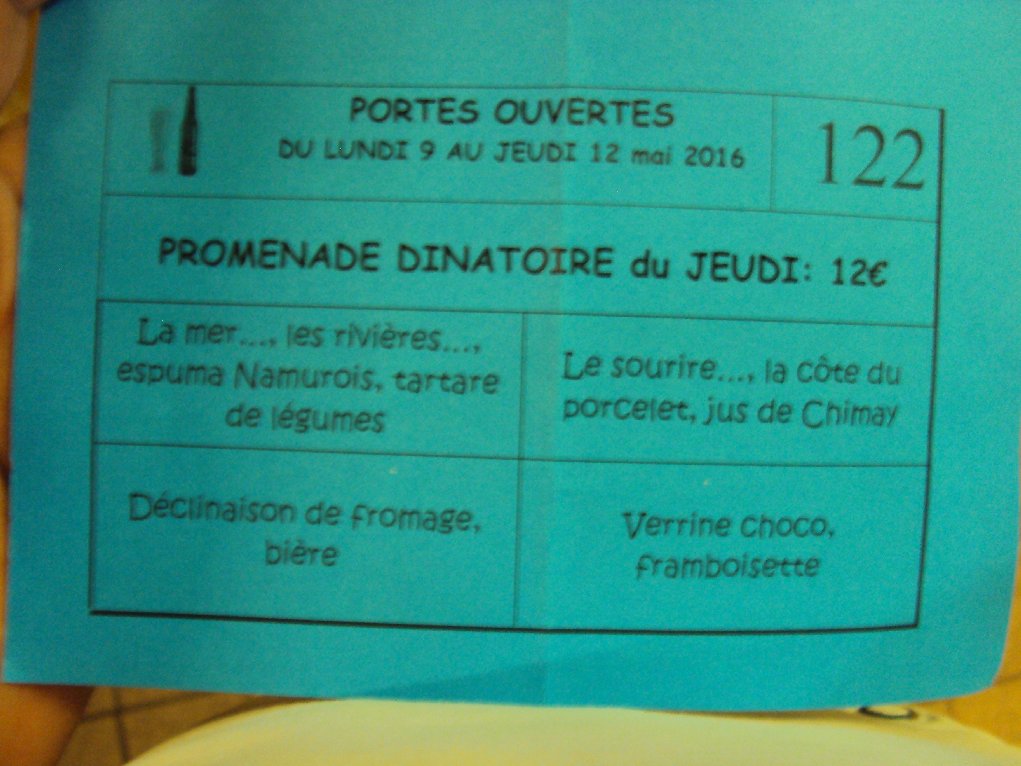 PORTES OUVERTES
DU LUNDI 9 AU JEUDI 12 mai 2016
122
PROMENADE DINATOIRE du JEUDI: 12€
La mer..., les rivières...,
espuma Namurois, tartare
de légumes
Le sourire..., la côte du
porcelet, jus de Chimay
Déclinaison de fromage,
bière
Verrine choco,
framboisette